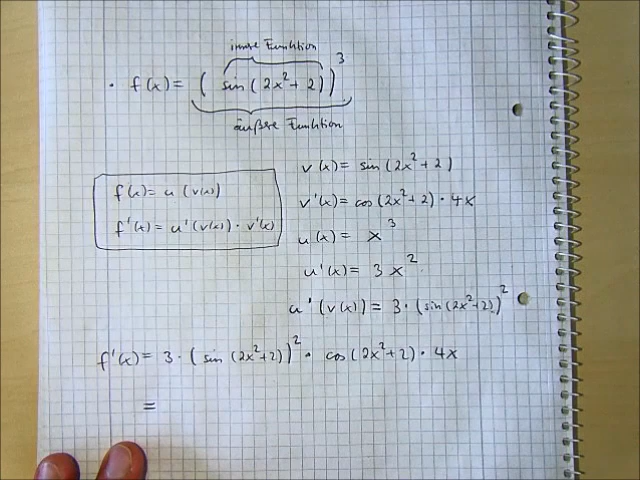 innere Funktion
• f(x) = ( sin(2x²+2) )³
äußere Funktion
v(x) = sin(2x²+2)
f(x) = u(v(x))
v'(x) = cos(2x²+2) · 4x
f'(x) = u'(v(x)) · v'(x)
u(x) = x³
u'(x) = 3x²
u'(v(x)) = 3 · (sin(2x²+2))²
f'(x) = 3 · (sin(2x²+2))² · cos(2x²+2) · 4x
=